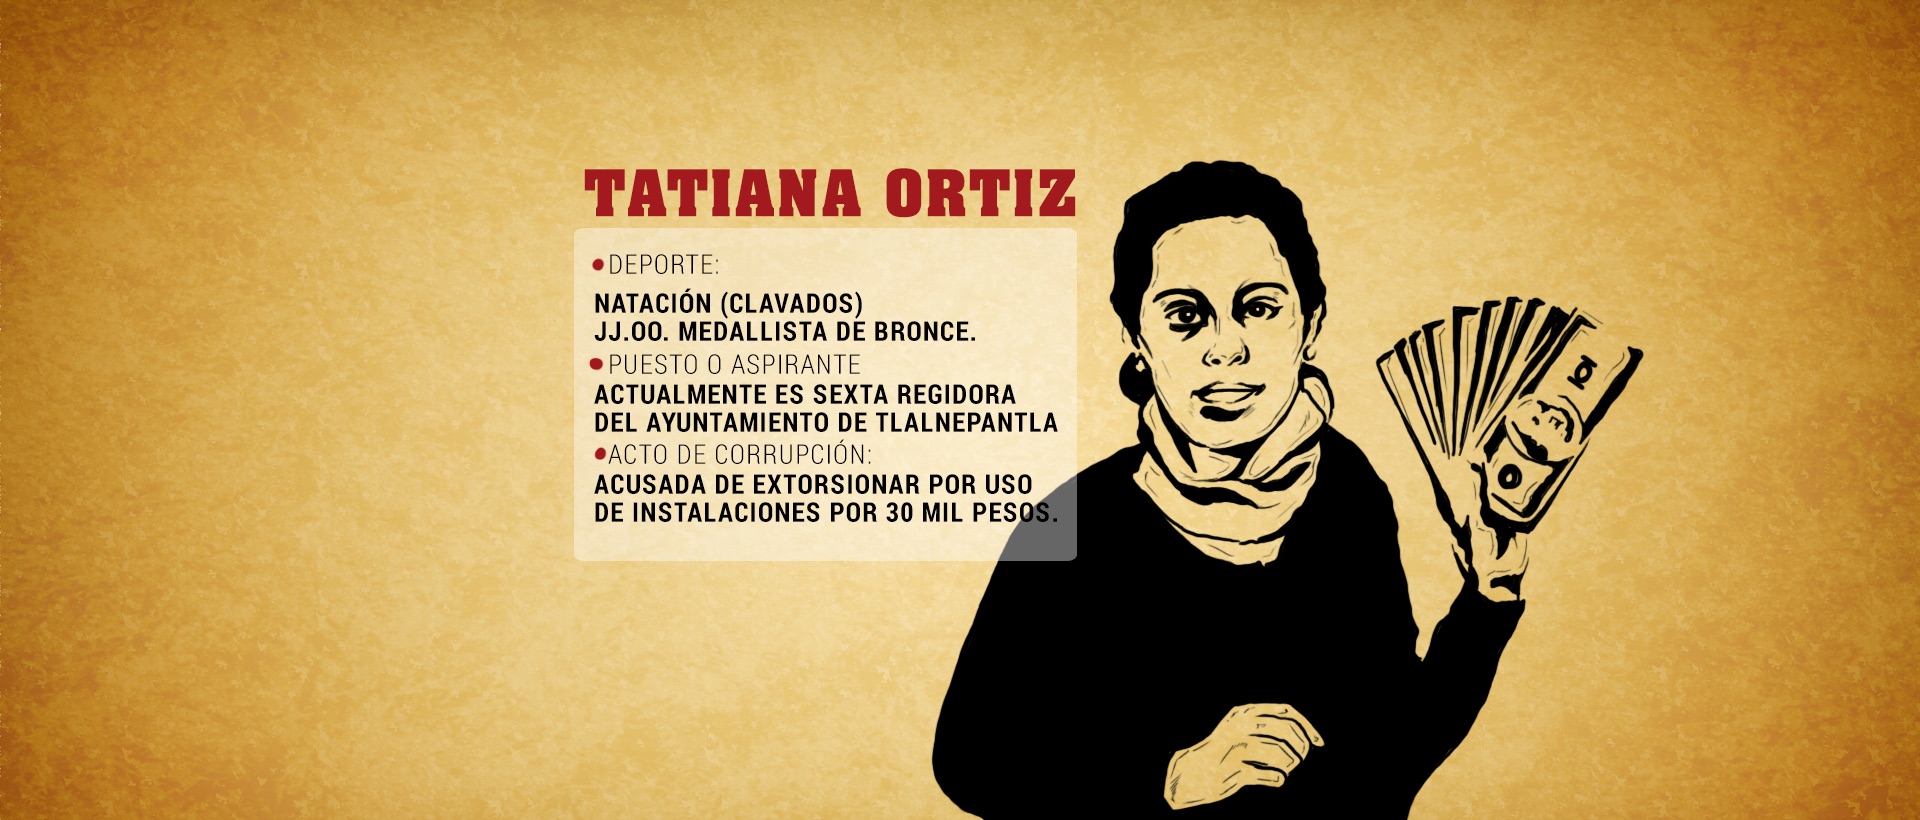 TATIANA ORTIZ
•DEPORTE:
NATACIÓN (CLAVADOS)
JJ.OO. MEDALLISTA DE BRONCE.
•PUESTO O ASPIRANTE
ACTUALMENTE ES SEXTA REGIDORA
DEL AYUNTAMIENTO DE TLALNEPANTLA
•ACTO DE CORRUPCIÓN:
ACUSADA DE EXTORSIONAR POR USO
DE INSTALACIONES POR 30 MIL PESOS.